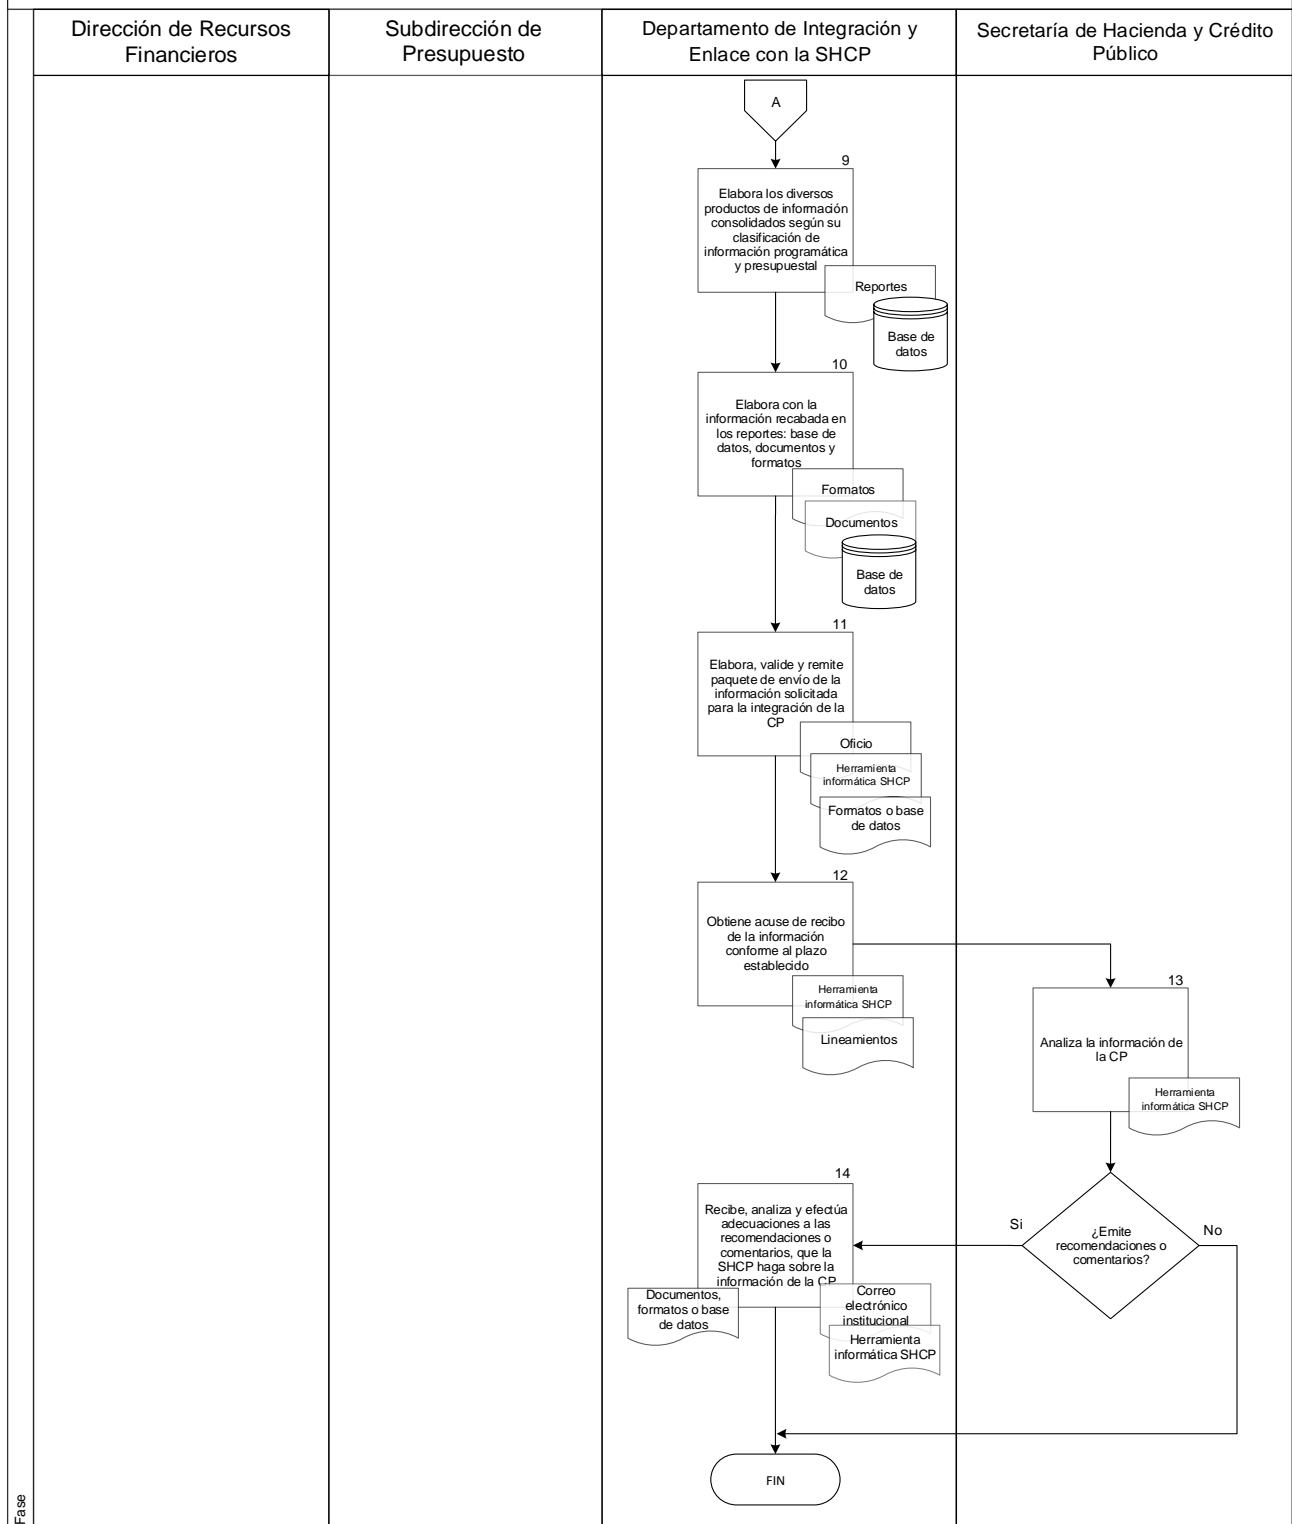 Dirección de Recursos
Financieros
Subdirección de
Presupuesto
Departamento de Integración y
Enlace con la SHCP
Secretaría de Hacienda y Crédito
Público
A
9
Elabora los diversos
productos de información
consolidados según su
clasificación de
información programática
y presupuestal
Reportes
Base de
datos
10
Elabora con la
información recabada en
los reportes: base de
datos, documentos y
formatos
Formatos
Documentos
Base de
datos
11
Elabora, valide y remite
paquete de envío de la
información solicitada
para la integración de la
CP
Oficio
Herramienta
informática SHCP
Formatos o base
de datos
12
Obtiene acuse de recibo
de la información
conforme al plazo
establecido
Herramienta
informática SHCP
Lineamientos
13
Analiza la información de
la CP
Herramienta
informática SHCP
¿Emite
recomendaciones o
comentarios?
Si
No
14
Recibe, analiza y efectúa
adecuaciones a las
recomendaciones o
comentarios, que la
SHCP haga sobre la
información de la CP
Documentos,
formatos o base
de datos
Correo
electrónico
institucional
Herramienta
informática SHCP
FIN
Fase